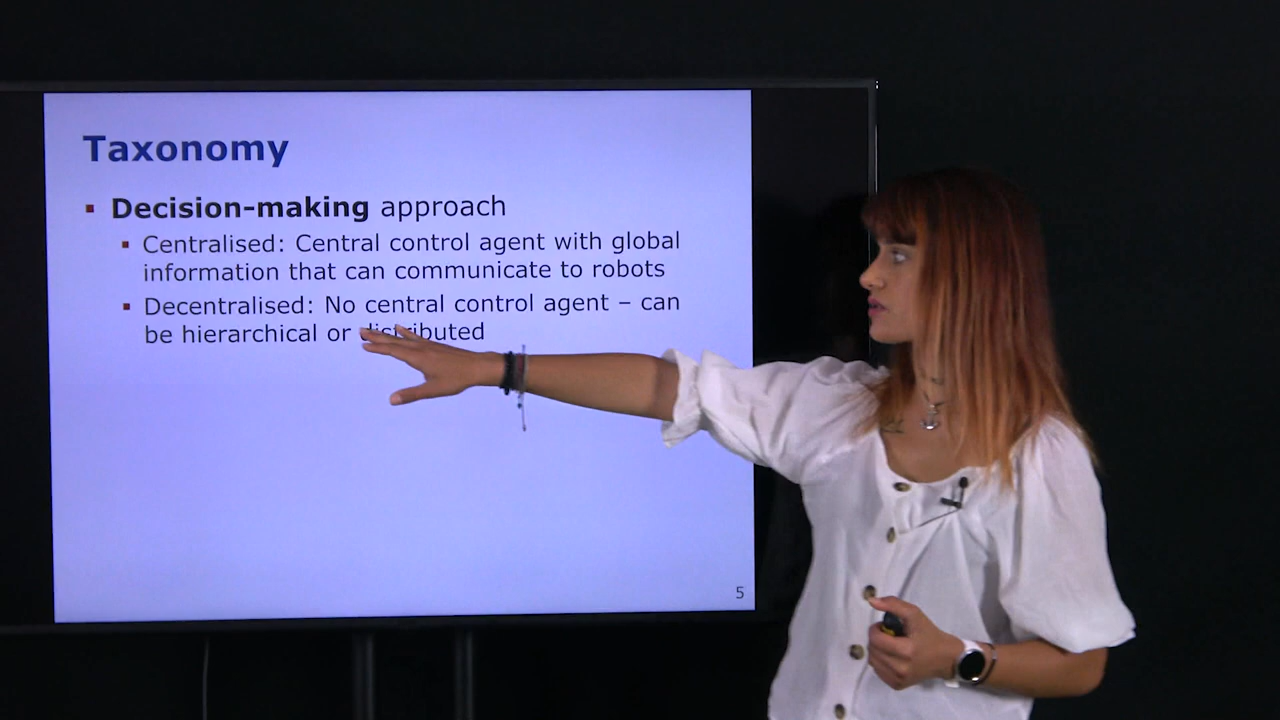 Taxonomy
▪ Decision-making approach
▪ Centralised: Central control agent with global
information that can communicate to robots
▪ Decentralised: No central control agent – can
be hierarchical or distributed
5